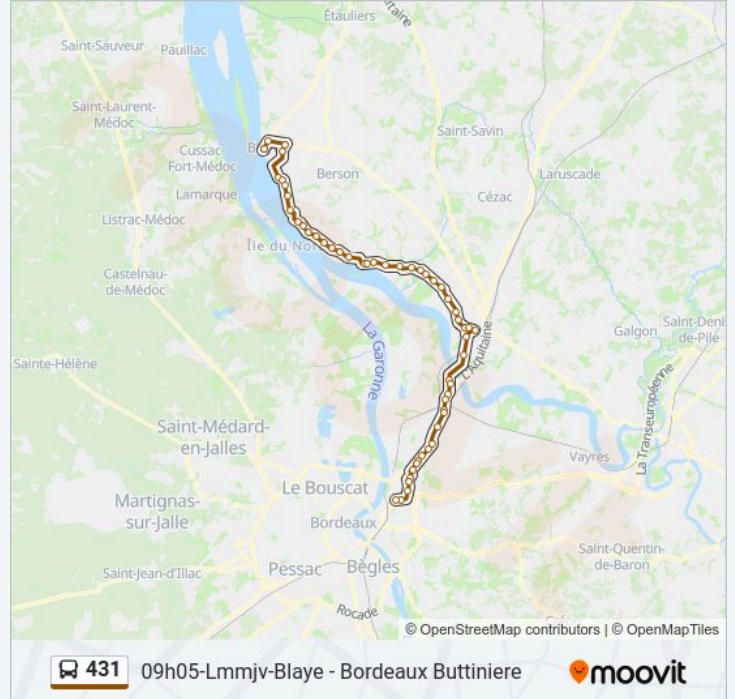 Étauliers
Saint-Sauveur
Pauillac
Saint-Laurent-
Médoc
Saint-Savin
Cussac-
Fort-Médoc
Berson
Laruscade
Lamarque
Cézac
Listrac-Médoc
Île du Nor
Castelnau-
de-Médoc
La Garonne
L'Aquitaine
Galgon
Saint-Deni
de-Pile
Sainte-Hélène
La Transeuropéenne
Saint-Médard-
en-Jalles
Vayres
Le Bouscat
Martignas-
sur-Jalle
Bordeaux
Saint-Quentin-
de-Baron
Saint-Jean-d'Illac
Pessac
Bègles
Rocade
© OpenStreetMap contributors | © OpenMapTiles
431 09h05-Lmmjv-Blaye - Bordeaux Buttiniere
moovit